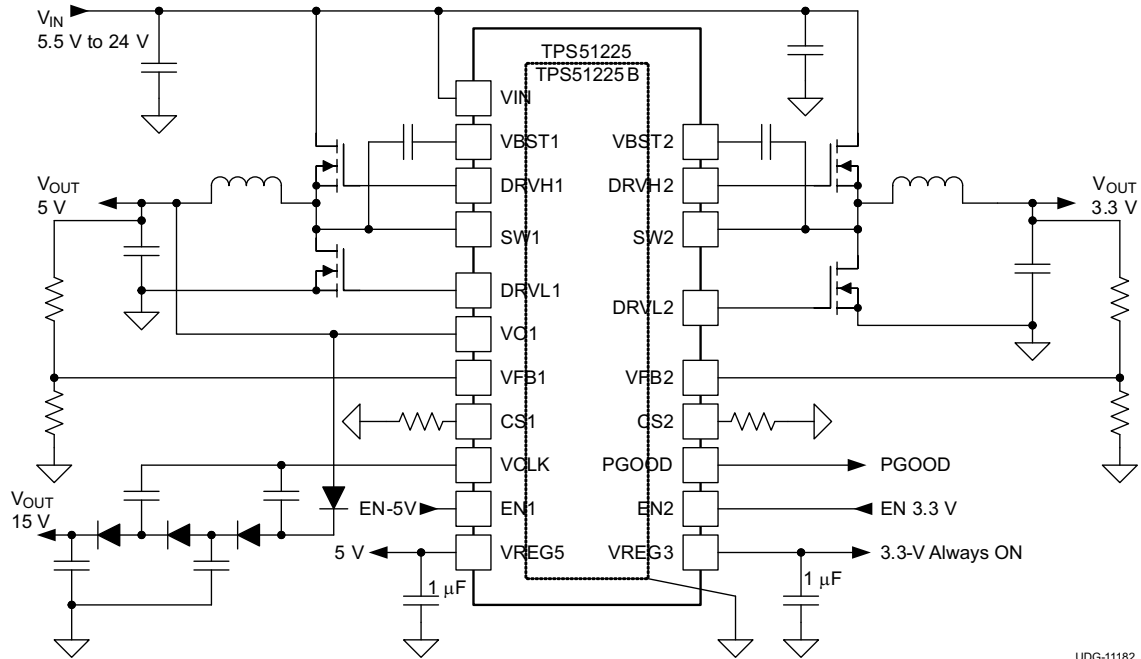 VIN
5.5 V to 24 V
TPS51225
TPS51225 B
VIN
VBST1
VBST2
DRVH1
DRVH2
VOUT
5 V
VOUT
3.3 V
SW1
SW2
DRVL1
DRVL2
VO1
VFB1
VFB2
CS1
CS2
VCLK
PGOOD
PGOOD
VOUT
15 V
EN-5V
EN1
EN2
EN 3.3 V
5 V
VREG5
VREG3
3.3-V Always ON
1 μF
1 μF
UDG-11182